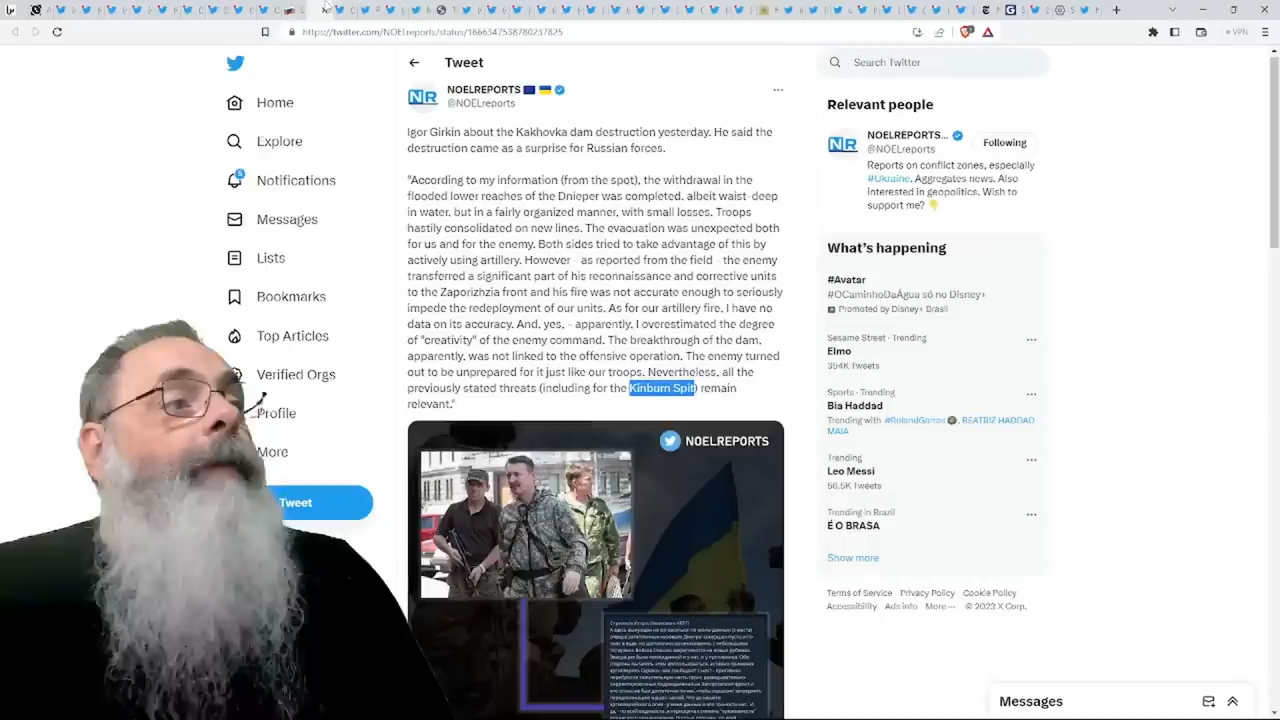 https://twitter.com/NOELreports/status/1666347538780237825
VPN
Home
Explore
6
Notifications
Messages
Lists
Bookmarks
Top Articles
Verified Orgs
Profile
More
Tweet
Tweet
NR
NOELREPORTS
@NOELreports
Igor Girkin about the Kakhovka dam destruction yesterday. He said the
destruction came as a surprise for Russian forces.
"According to my information (from the spot), the withdrawal in the
flooded lower reaches of the Dnieper was completed, albeit waist-deep
in water, but in a fairly organized manner, with small losses. Troops
hastily consolidated on new lines. The evacuation was unexpected both
for us and for the enemy. Both sides tried to take advantage of this by
actively using artillery. However - as reported from the field - the enemy
transferred a significant part of his reconnaissance and corrective units
to the Zaporizhzia front and his fire was not accurate enough to seriously
impede the redeployment of our units. As for our artillery fire, I have no
data on its accuracy. And, yes, - apparently, I overestimated the degree
of "creativity" of the enemy command. The breakthrough of the dam,
apparently, was not linked to the offensive operation. The enemy turned
out to be unprepared for it just like our troops. Nevertheless, all the
previously stated threats (including for the Kinburn Spit) remain
relevant."
NOELREPORTS
Search Twitter
Relevant people
NR
NOELREPORTS...
@NOELreports
Following
Reports on conflict zones, especially
#Ukraine. Aggregates news. Also
interested in geopolitics. Wish to
support me?
What's happening
#Avatar
#OCaminhoDaÁgua só no Disney+
Promoted by Disney+ Brasil
Sesame Street · Trending
Elmo
354K Tweets
Sports · Trending
Bia Haddad
Trending with #RolandGarros, BEATRIZ HADDAD
MAIA
Trending
Leo Messi
56.5K Tweets
Trending in Brazil
É O BRASA
Show more
Terms of Service Privacy Policy Cookie Policy
Accessibility Ads info More ··· © 2023 X Corp.
Messages